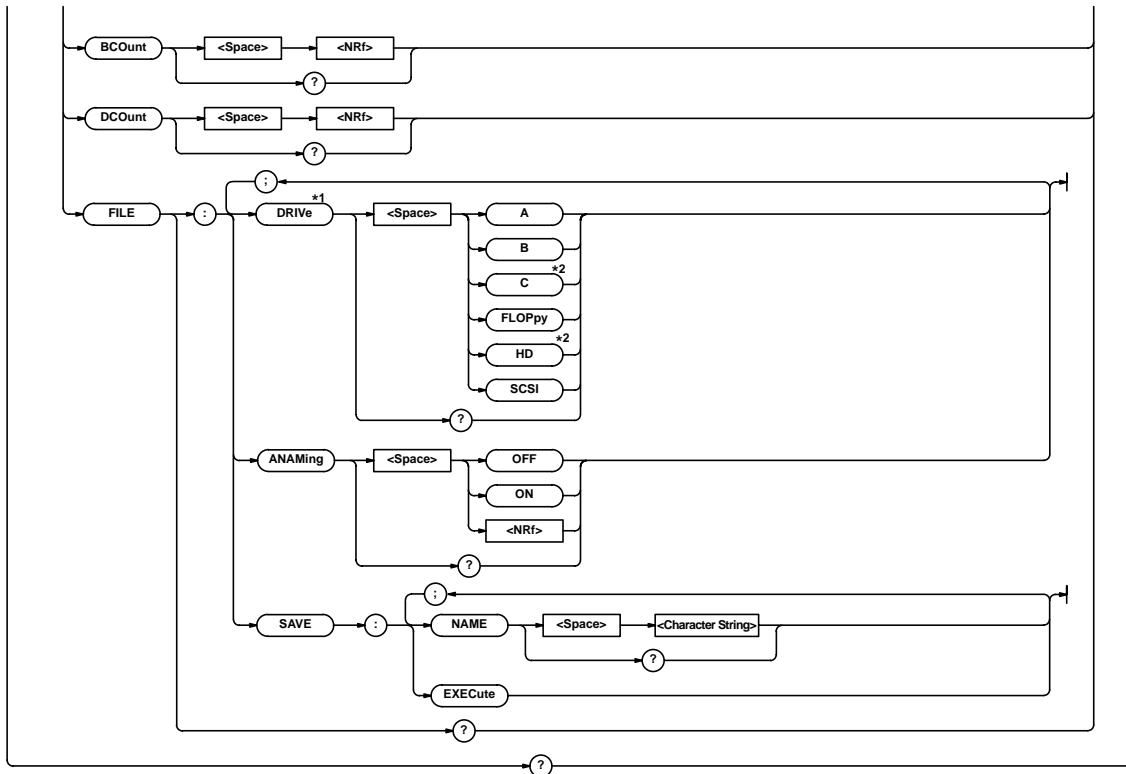 BCOunt <Space> <NRf>
?
DCOunt <Space> <NRf>
?
;
FILE : DRIVe *1 <Space> A
B
C *2
FLOPpy
HD *2
SCSI
?
ANAMing <Space> OFF
ON
<NRf>
?
;
SAVE : NAME <Space> <Character String>
?
EXECute
?
?